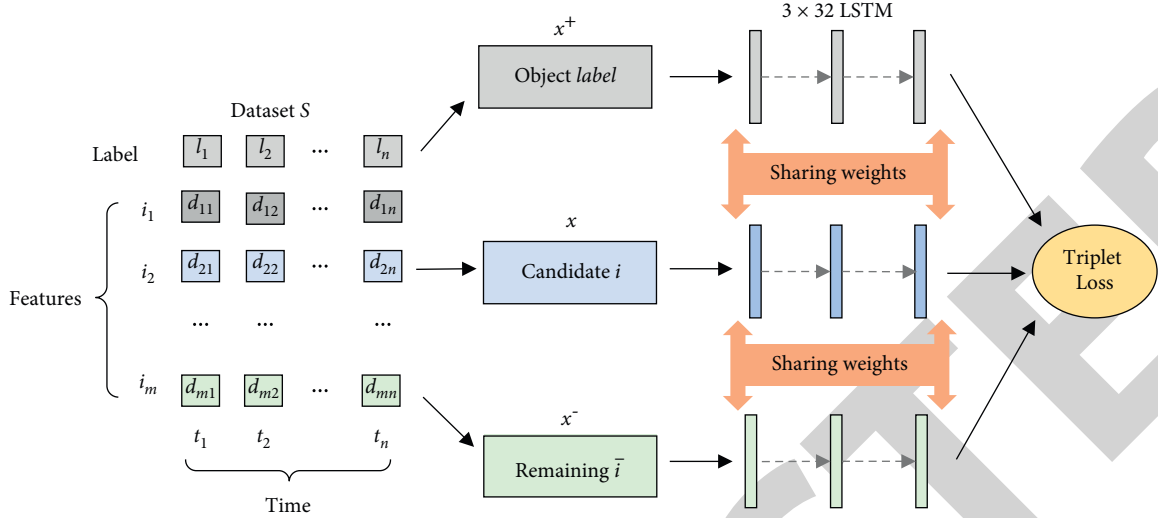 3 × 32 LSTM
x⁺
Object label
Dataset S
Label
l₁ l₂ ... lₙ
Sharing weights
i₁
d₁₁ d₁₂ ... d₁ₙ
x
i₂
d₂₁ d₂₂ ... d₂ₙ
Candidate i
Triplet
Loss
Features
... ... ...
Sharing weights
iₘ
dₘ₁ dₘ₂ ... dₘₙ
x⁻
t₁ t₂ tₙ
Remaining i̅
Time